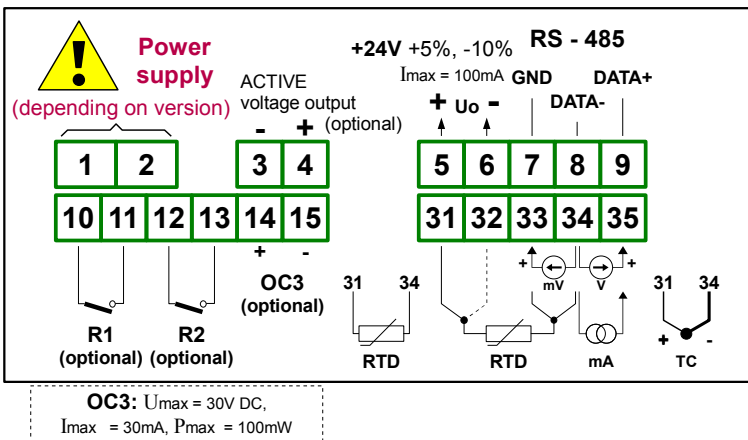 Power supply
(depending on version)
ACTIVE
voltage output
(optional)
- +
+24V +5%, -10%
Imax = 100mA
+ Uo -
RS - 485
GND DATA+
DATA-
1 2 3 4 5 6 7 8 9
10 11 12 13 14 15 31 32 33 34 35
+ -
OC3
(optional)
R1
(optional)
R2
(optional)
31 34
RTD
RTD
+ mV
V +
mA
31 34
+ -
TC
OC3: Umax = 30V DC,
Imax = 30mA, Pmax = 100mW